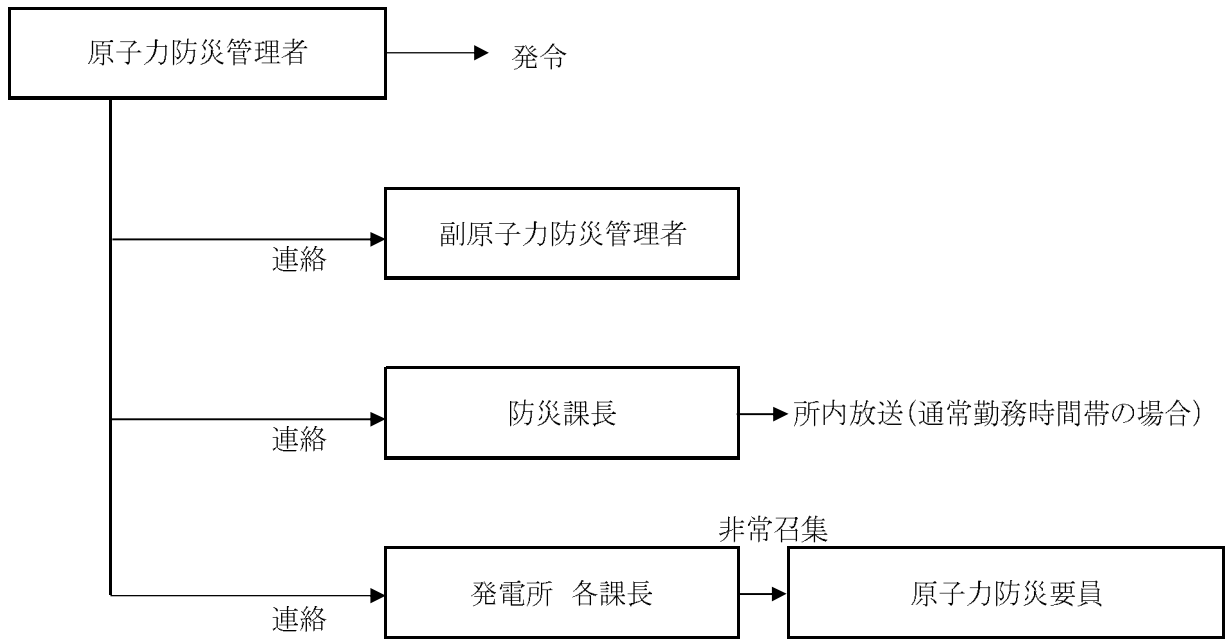 原子力防災管理者
発令
副原子力防災管理者
連絡
防災課長
所内放送(通常勤務時間帯の場合)
連絡
非常召集
発電所　各課長
原子力防災要員
連絡